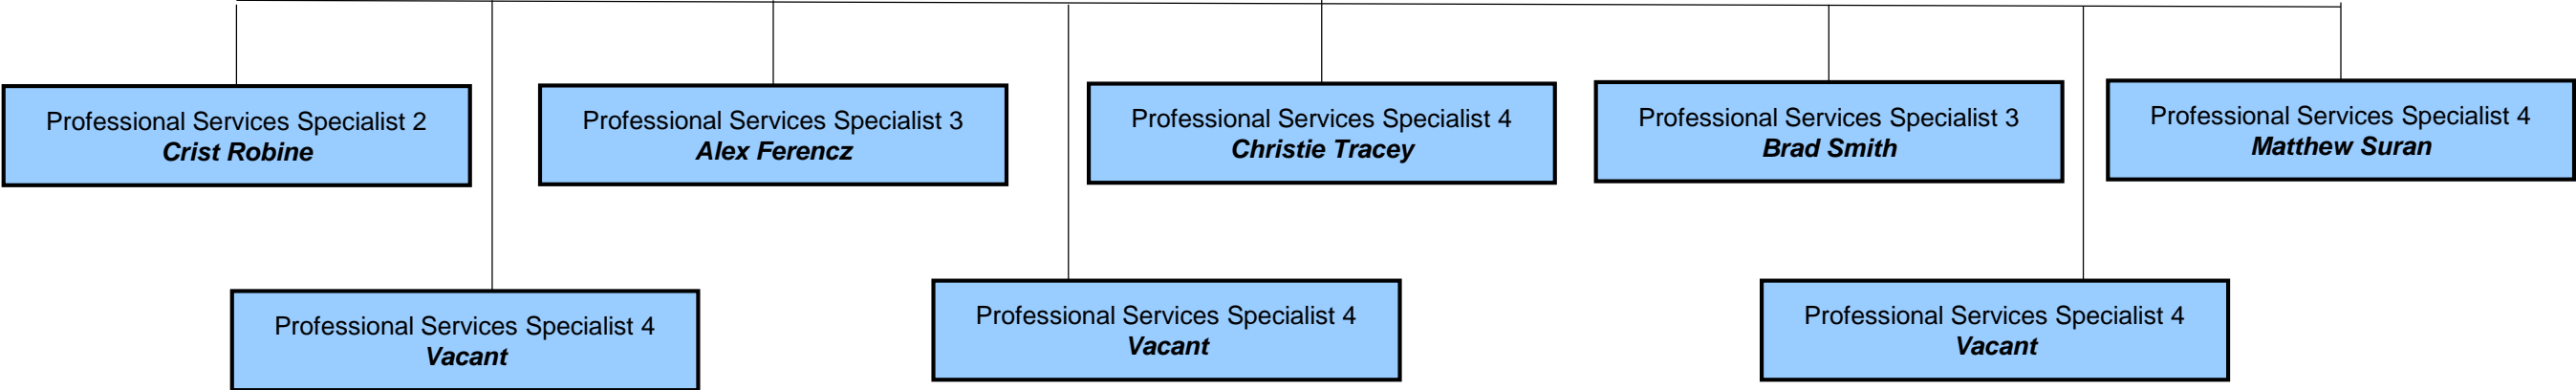 Professional Services Specialist 2
Crist Robine
Professional Services Specialist 3
Alex Ferencz
Professional Services Specialist 4
Christie Tracey
Professional Services Specialist 3
Brad Smith
Professional Services Specialist 4
Matthew Suran
Professional Services Specialist 4
Vacant
Professional Services Specialist 4
Vacant
Professional Services Specialist 4
Vacant